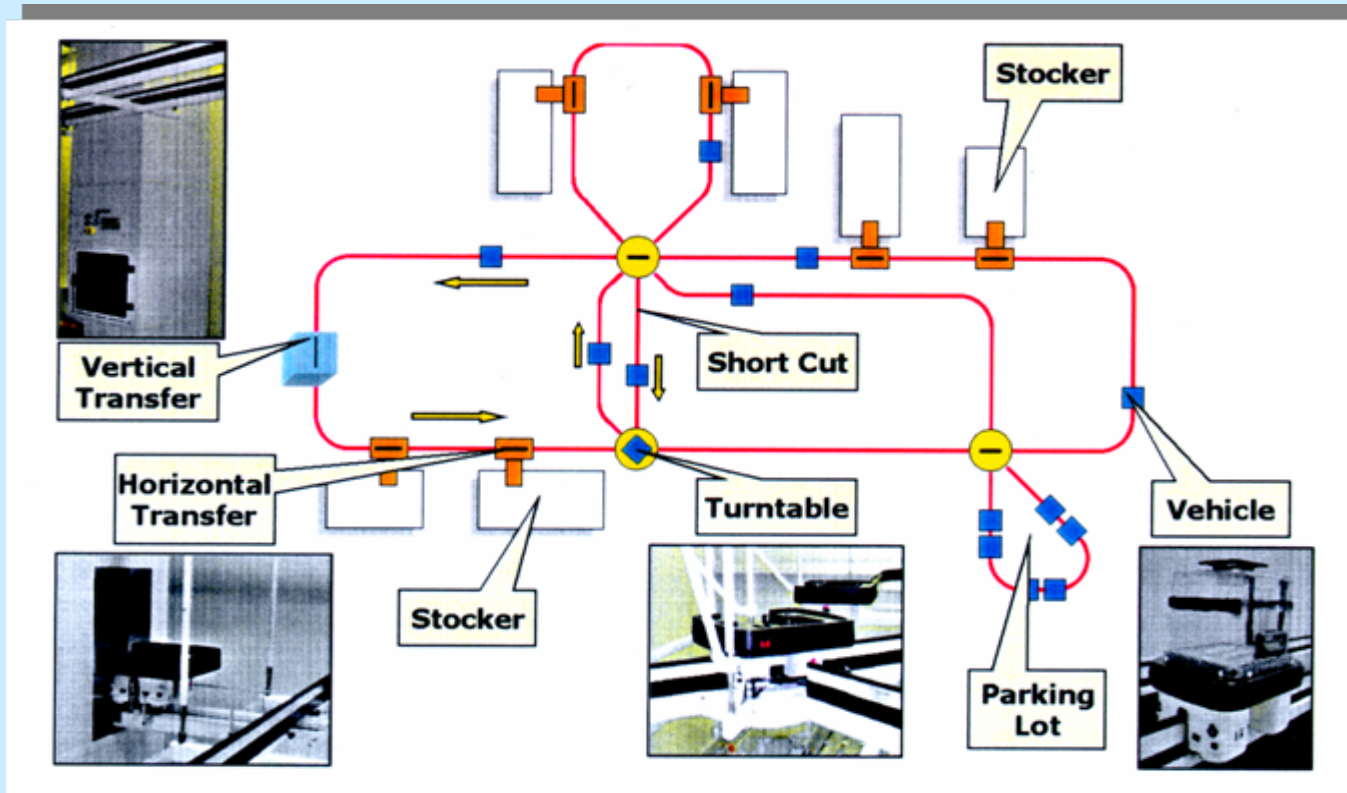 Stocker
Vertical
Transfer
Short Cut
Horizontal
Transfer
Turntable
Vehicle
Stocker
Parking
Lot